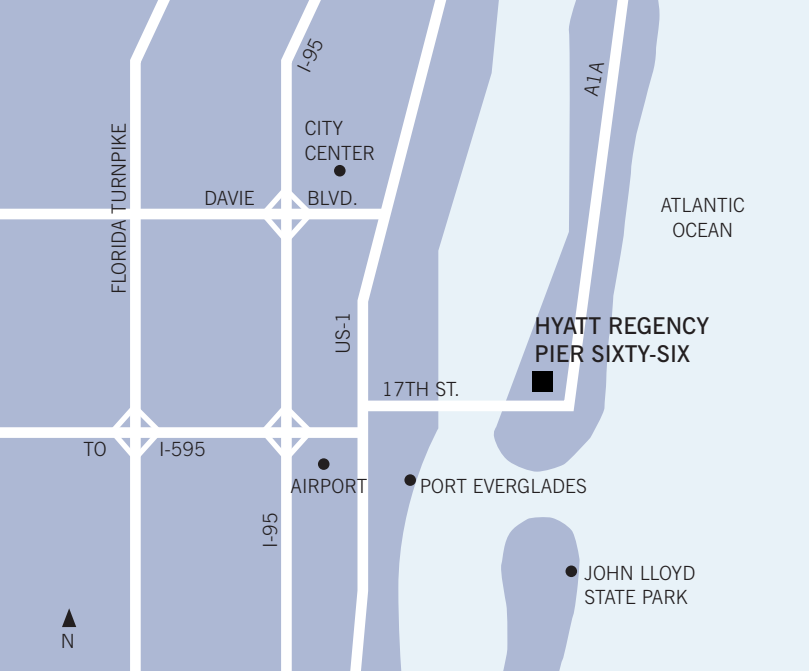 I-95
A1A
CITY
CENTER
FLORIDA TURNPIKE
DAVIE BLVD.
ATLANTIC
OCEAN
HYATT REGENCY
PIER SIXTY-SIX
US-1
17TH ST.
TO I-595
AIRPORT
PORT EVERGLADES
I-95
JOHN LLOYD
STATE PARK
N